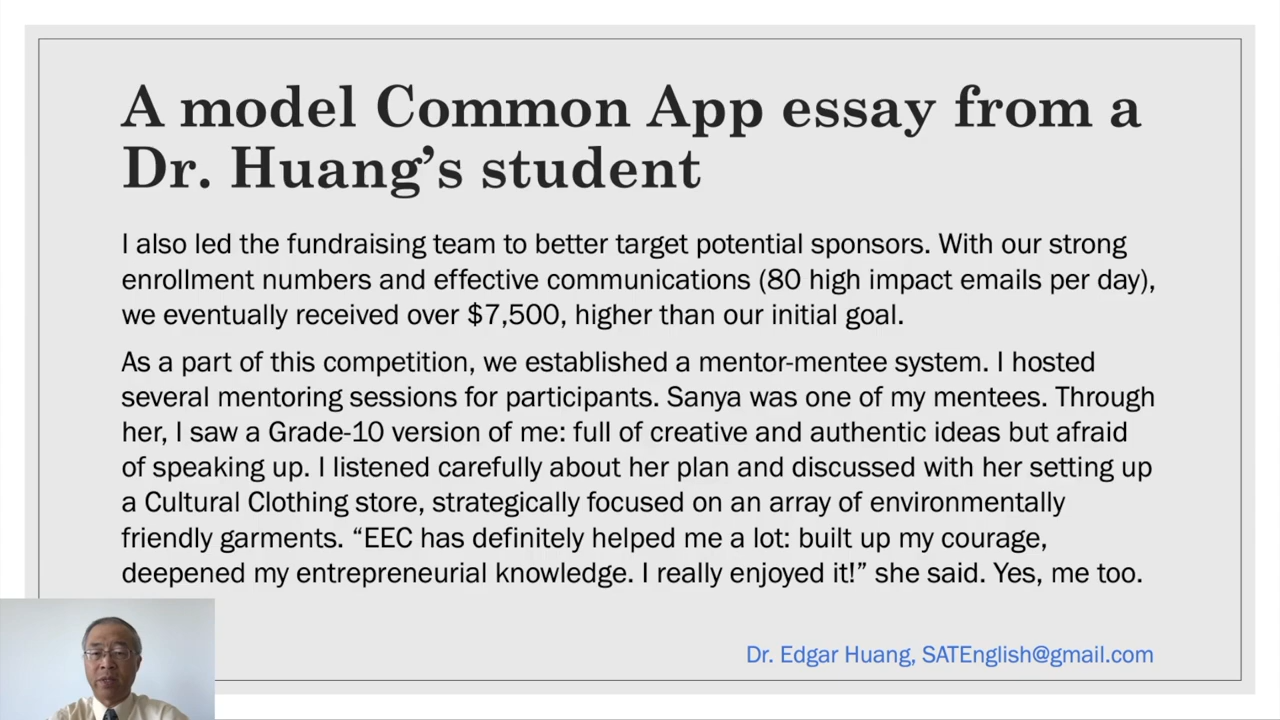 A model Common App essay from a
Dr. Huang’s student
I also led the fundraising team to better target potential sponsors. With our strong
enrollment numbers and effective communications (80 high impact emails per day),
we eventually received over $7,500, higher than our initial goal.
As a part of this competition, we established a mentor-mentee system. I hosted
several mentoring sessions for participants. Sanya was one of my mentees. Through
her, I saw a Grade-10 version of me: full of creative and authentic ideas but afraid
of speaking up. I listened carefully about her plan and discussed with her setting up
a Cultural Clothing store, strategically focused on an array of environmentally
friendly garments. “EEC has definitely helped me a lot: built up my courage,
deepened my entrepreneurial knowledge. I really enjoyed it!” she said. Yes, me too.
Dr. Edgar Huang, SATEnglish@gmail.com